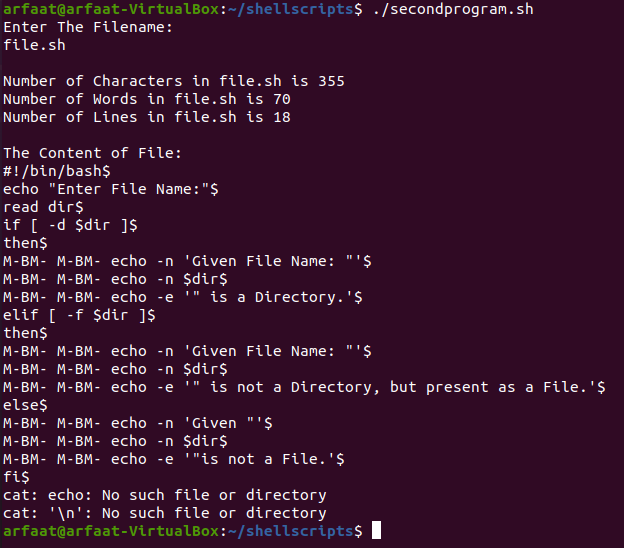 arfaat@arfaat-VirtualBox:~/shellscripts$ ./secondprogram.sh
Enter The Filename:
file.sh
Number of Characters in file.sh is 355
Number of Words in file.sh is 70
Number of Lines in file.sh is 18
The Content of File:
#!/bin/bash$
echo "Enter File Name:"$
read dir$
if [ -d $dir ]$
then$
M-BM- M-BM- echo -n 'Given File Name: "'$
M-BM- M-BM- echo -n $dir$
M-BM- M-BM- echo -e '" is a Directory.'$
elif [ -f $dir ]$
then$
M-BM- M-BM- echo -n 'Given File Name: "'$
M-BM- M-BM- echo -n $dir$
M-BM- M-BM- echo -e '" is not a Directory, but present as a File.'$
else$
M-BM- M-BM- echo -n 'Given "'$
M-BM- M-BM- echo -n $dir$
M-BM- M-BM- echo -e '"is not a File.'$
fi$
cat: echo: No such file or directory
cat: '\n': No such file or directory
arfaat@arfaat-VirtualBox:~/shellscripts$